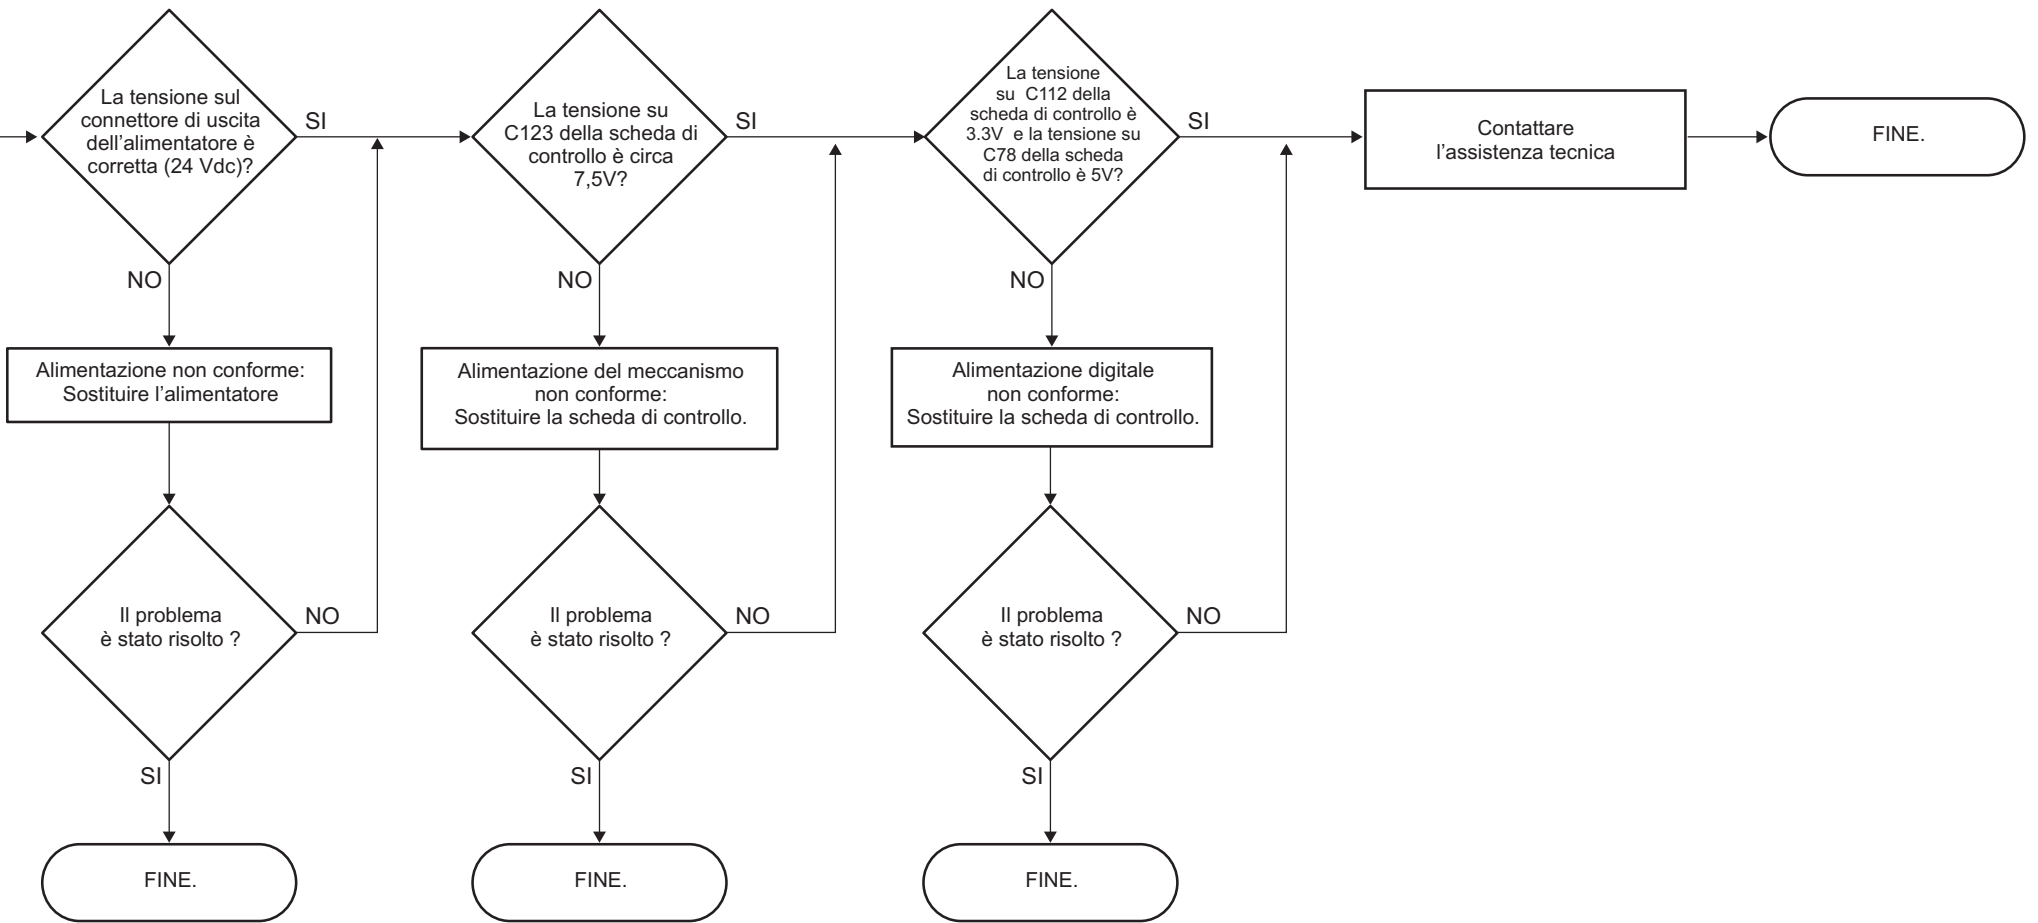 La tensione sul
connettore di uscita
dell'alimentatore è
corretta (24 Vdc)?
SI
NO
Alimentazione non conforme:
Sostituire l'alimentatore
Il problema
è stato risolto ?
NO
SI
FINE.
La tensione su
C123 della scheda di
controllo è circa
7,5V?
SI
NO
Alimentazione del meccanismo
non conforme:
Sostituire la scheda di controllo.
Il problema
è stato risolto ?
NO
SI
FINE.
La tensione
su C112 della
scheda di controllo è
3.3V e la tensione su
C78 della scheda
di controllo è 5V?
SI
NO
Alimentazione digitale
non conforme:
Sostituire la scheda di controllo.
Il problema
è stato risolto ?
NO
SI
FINE.
Contattare
l'assistenza tecnica
FINE.